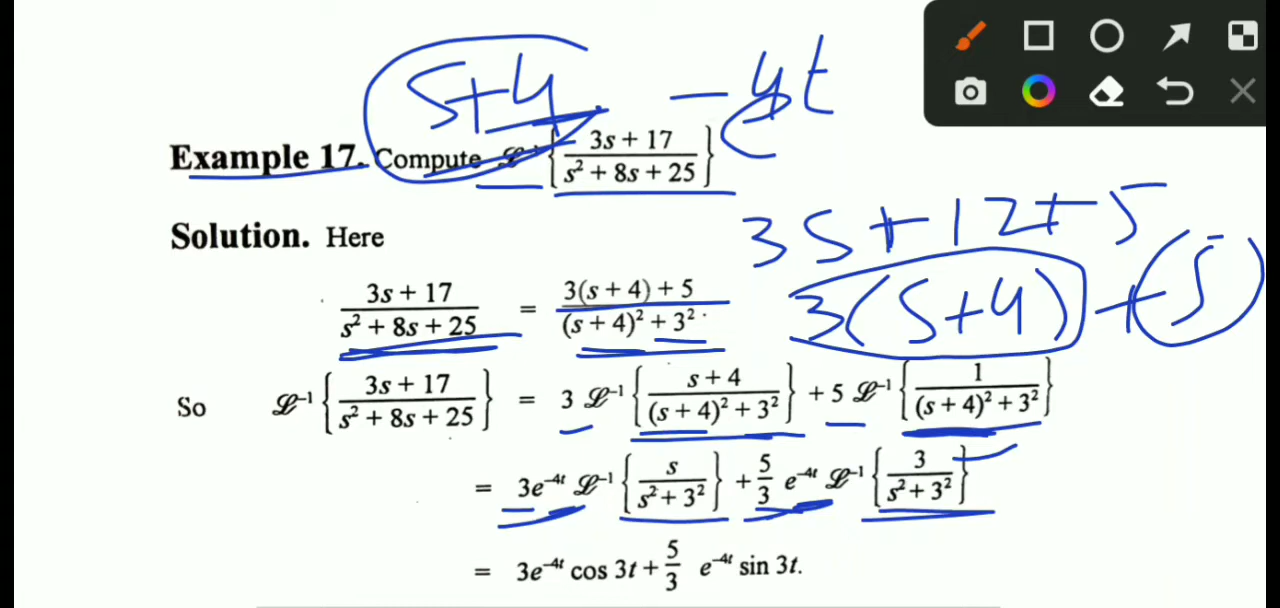 s+4 -4t
Example 17. Compute ℒ⁻¹ { (3s + 17)/(s² + 8s + 25) }
3s+12+5
Solution. Here
3(s+4)+(5)
(3s + 17)/(s² + 8s + 25) = (3(s + 4) + 5)/((s + 4)² + 3²)
So ℒ⁻¹ { (3s + 17)/(s² + 8s + 25) } = 3 ℒ⁻¹ { (s + 4)/((s + 4)² + 3²) } + 5 ℒ⁻¹ { 1/((s + 4)² + 3²) }
= 3e⁻⁴ᵗ ℒ⁻¹ { s/(s² + 3²) } + 5/3 e⁻⁴ᵗ ℒ⁻¹ { 3/(s² + 3²) }
= 3e⁻⁴ᵗ cos 3t + 5/3 e⁻⁴ᵗ sin 3t.